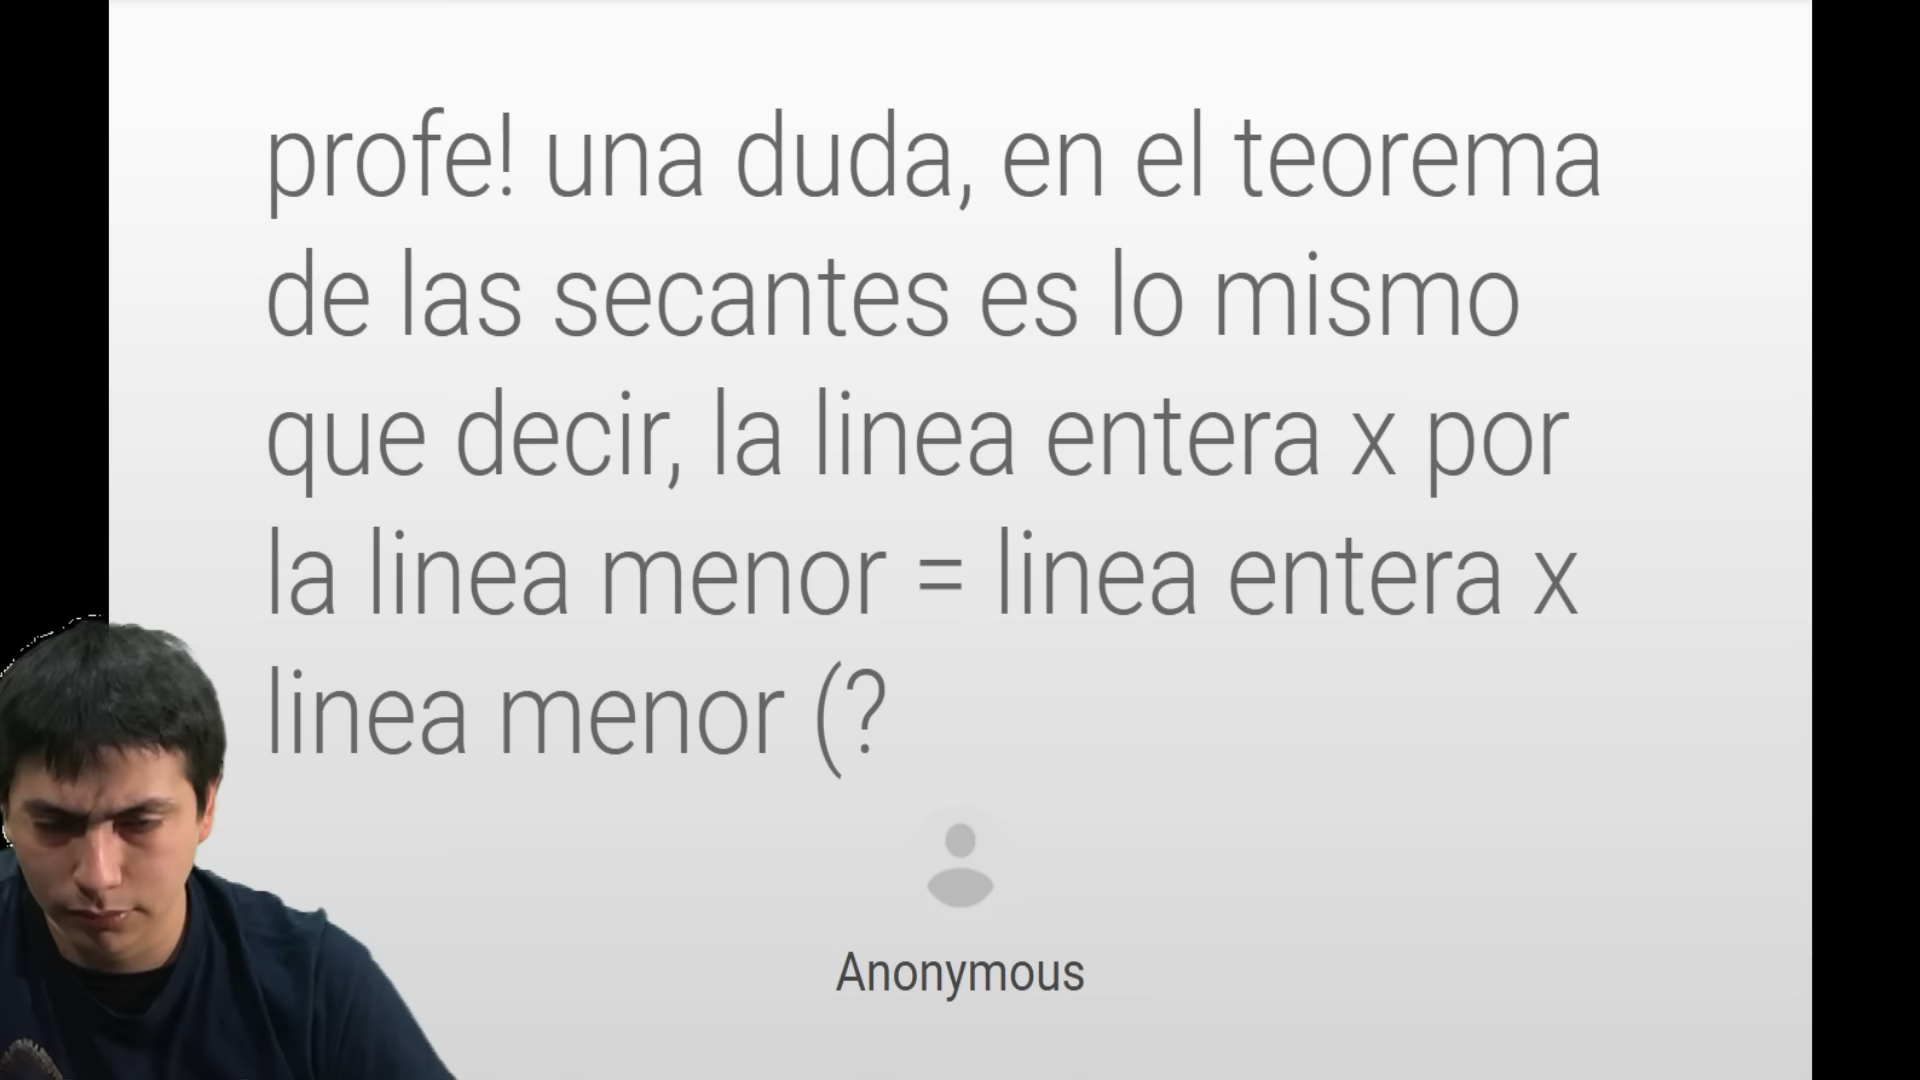 profe! una duda, en el teorema
de las secantes es lo mismo
que decir, la linea entera x por
la linea menor = linea entera x
linea menor (?
Anonymous